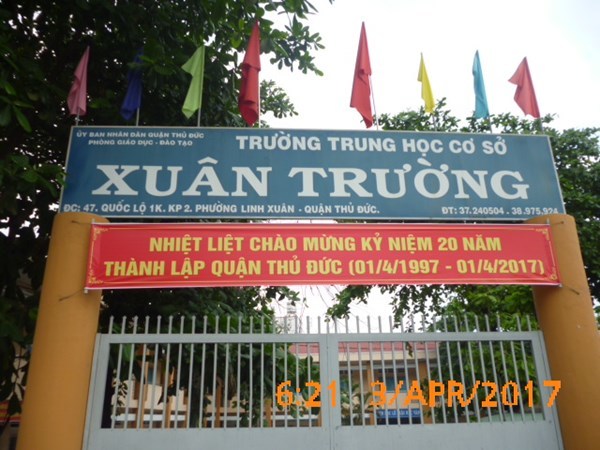 ỦY BAN NHÂN DÂN QUẬN THỦ ĐỨC
PHÒNG GIÁO DỤC - ĐÀO TẠO
TRƯỜNG TRUNG HỌC CƠ SỞ
XUÂN TRƯỜNG
ĐC: 47. QUỐC LỘ 1K. KP 2. PHƯỜNG LINH XUÂN - QUẬN THỦ ĐỨC.
ĐT: 37.240504 - 38.975.924
NHIỆT LIỆT CHÀO MỪNG KỶ NIỆM 20 NĂM
THÀNH LẬP QUẬN THỦ ĐỨC (01/4/1997 - 01/4/2017)
6:21 3/APR/2017